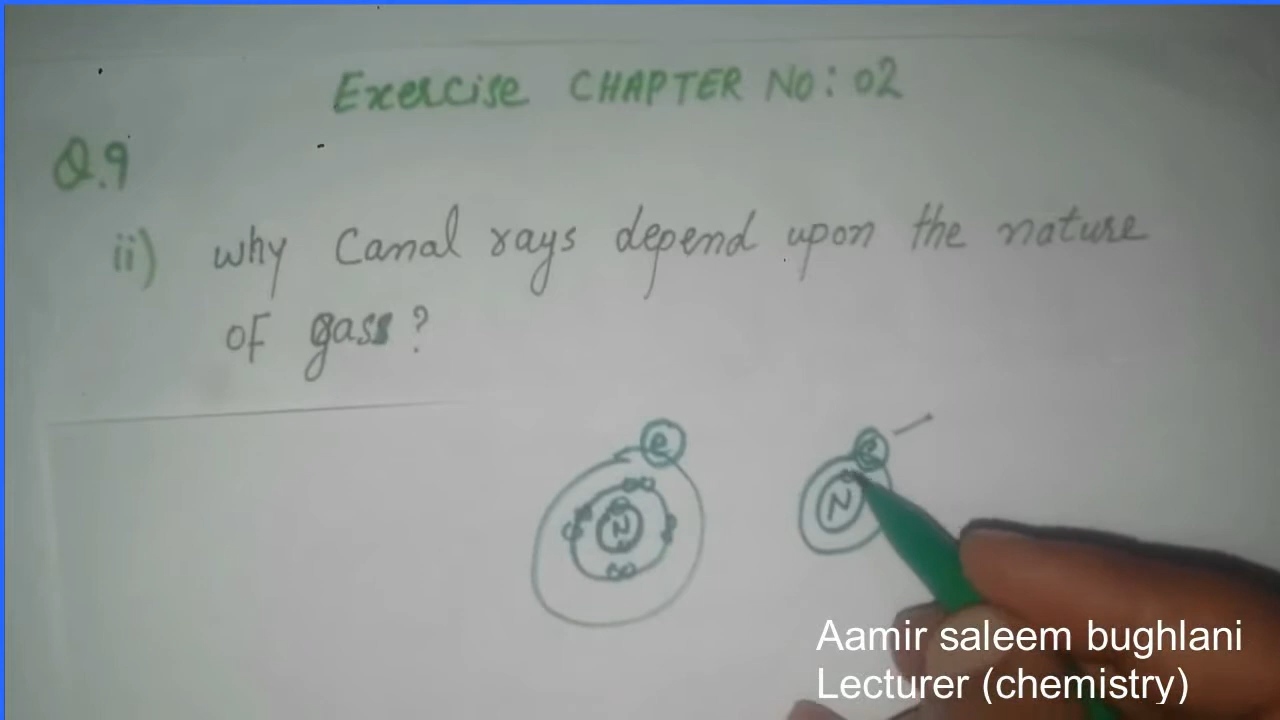 Exercise CHAPTER No: 02
Q.9
ii) why Canal rays depend upon the nature
of gass?
e
e
N
N
Aamir saleem bughlani
Lecturer (chemistry)